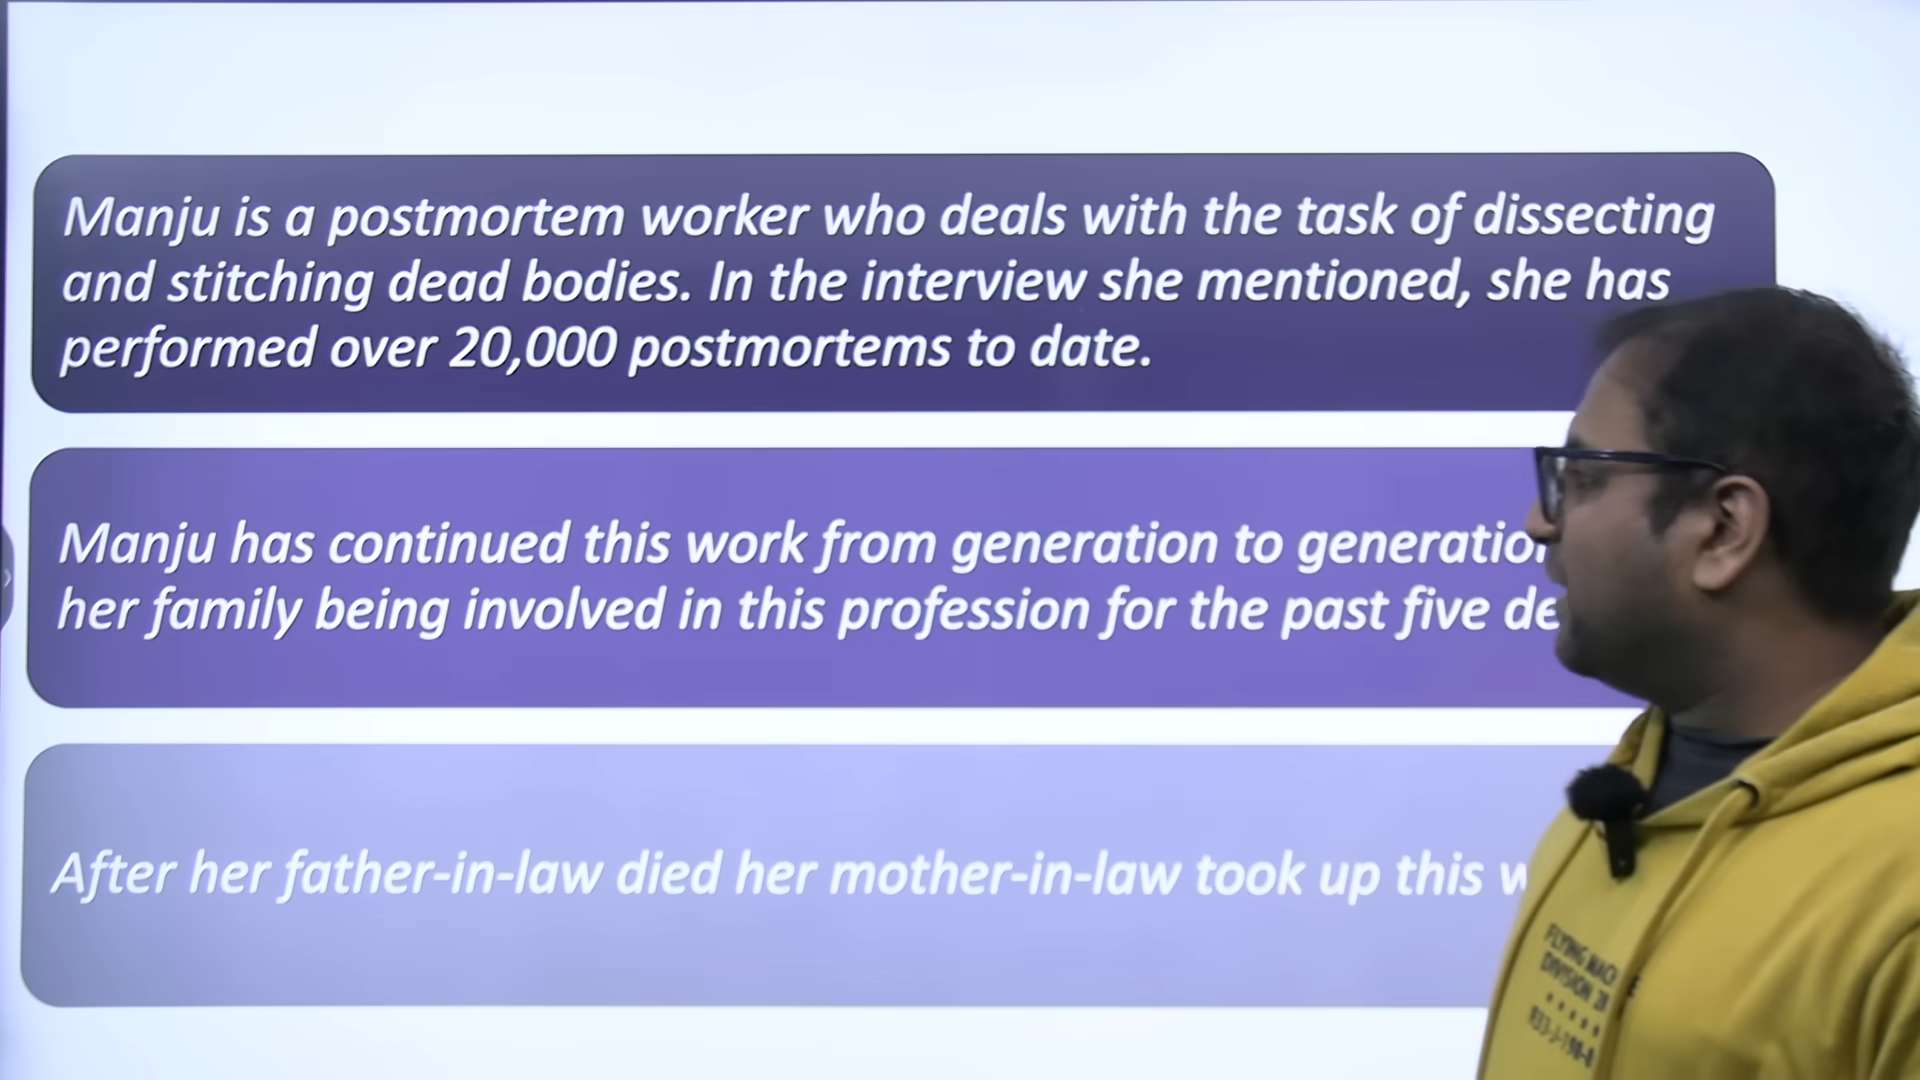 Manju is a postmortem worker who deals with the task of dissecting
and stitching dead bodies. In the interview she mentioned, she has
performed over 20,000 postmortems to date.
Manju has continued this work from generation to generation
her family being involved in this profession for the past five
After her father-in-law died her mother-in-law took up this
FLYING
DIVISION